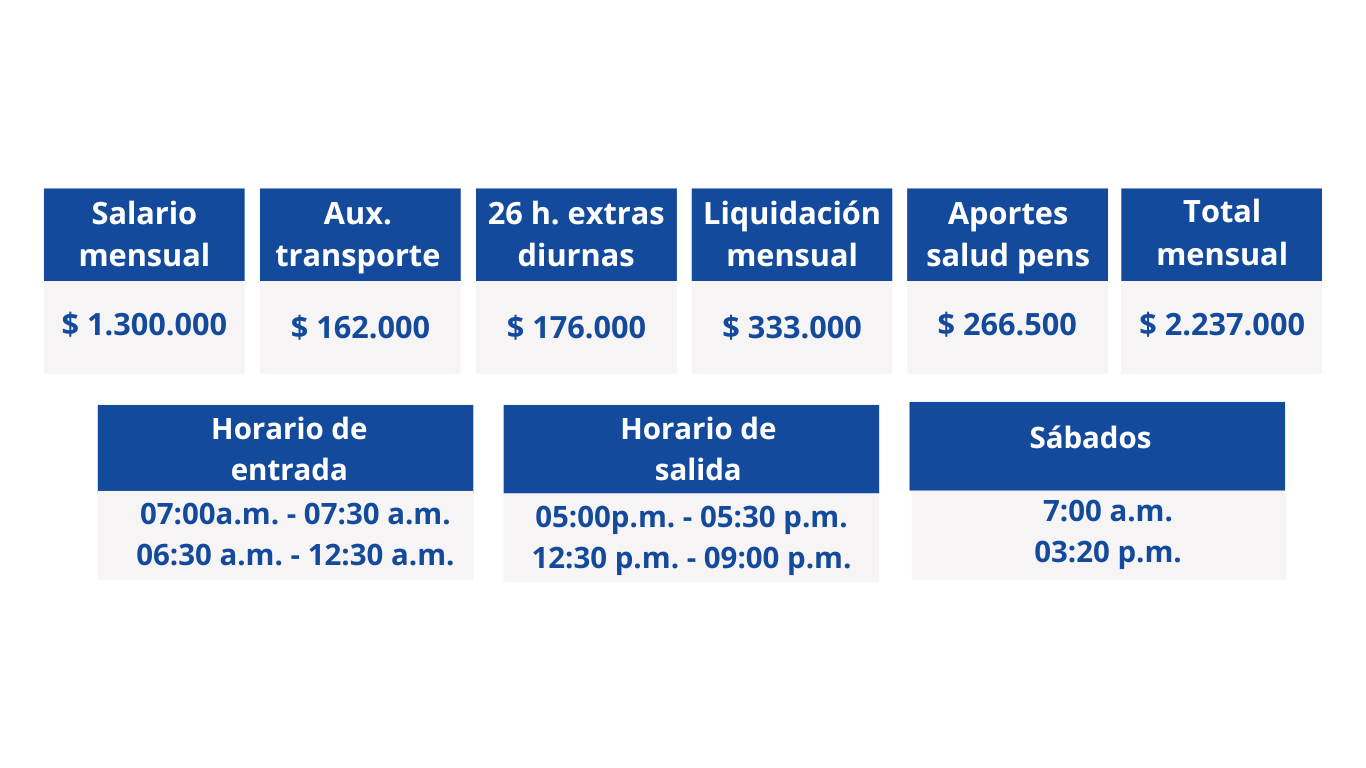 Salario
mensual
Aux.
transporte
26 h. extras
diurnas
Liquidación
mensual
Aportes
salud pens
Total
mensual
$ 1.300.000
$ 162.000
$ 176.000
$ 333.000
$ 266.500
$ 2.237.000
Horario de
entrada
Horario de
salida
Sábados
07:00a.m. - 07:30 a.m.
06:30 a.m. - 12:30 a.m.
05:00p.m. - 05:30 p.m.
12:30 p.m. - 09:00 p.m.
7:00 a.m.
03:20 p.m.